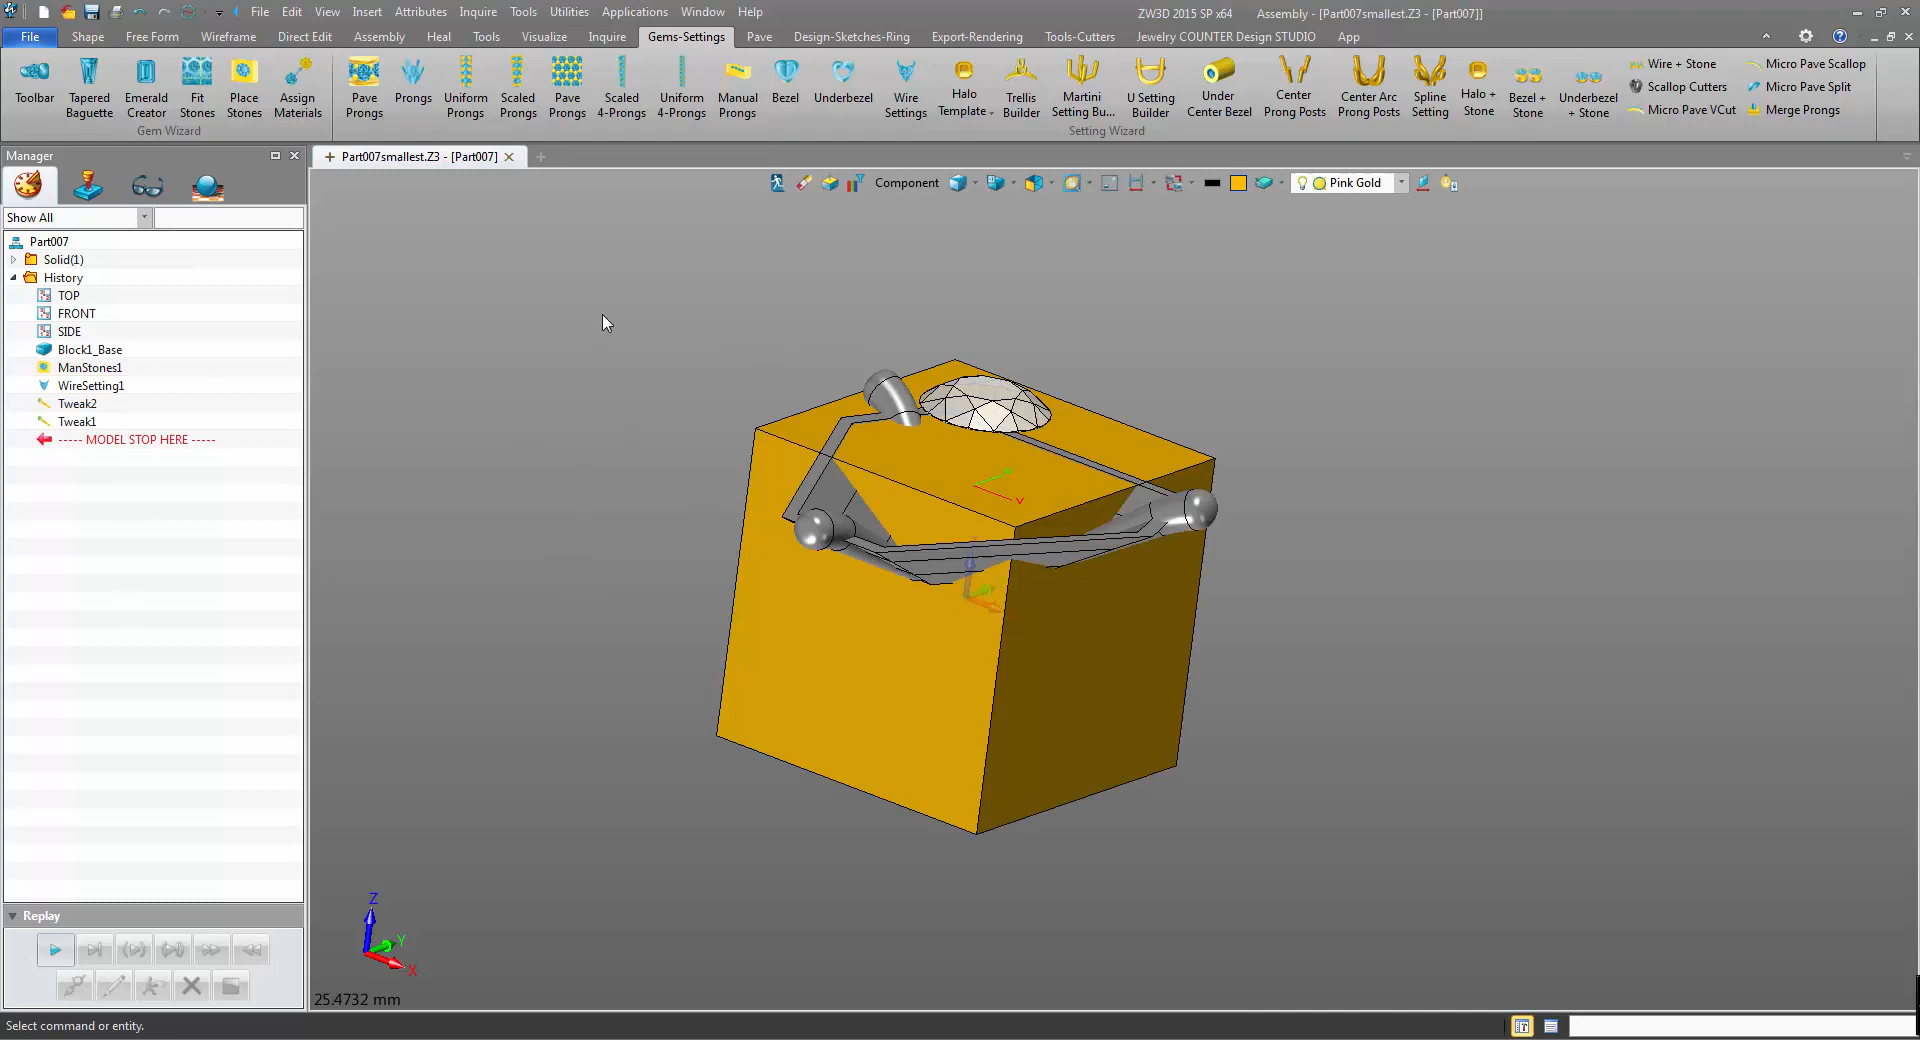 File Edit View Insert Attributes Inquire Tools Utilities Applications Window Help ZW3D 2015 SP x64 Assembly - [Part007smallest.Z3 - [Part007]]
File Shape Free Form Wireframe Direct Edit Assembly Heal Tools Visualize Inquire Gems-Settings Pave Design-Sketches-Ring Export-Rendering Tools-Cutters Jewelry COUNTER Design STUDIO App
Toolbar
Tapered Baguette
Emerald Creator
Fit Stones
Place Stones
Assign Materials
Pave Prongs
Prongs
Uniform Prongs
Scaled Prongs
Pave Prongs
Scaled 4-Prongs
Uniform 4-Prongs
Manual Prongs
Bezel
Underbezel
Wire Settings
Halo Template
Trellis Builder
Martini Setting Bu...
U Setting Builder
Under Center Bezel
Center Prong Posts
Center Arc Prong Posts
Spline Setting
Halo + Stone
Bezel + Stone
Underbezel + Stone
Wire + Stone
Scallop Cutters
Micro Pave VCut
Micro Pave Scallop
Micro Pave Split
Merge Prongs
Gem Wizard Setting Wizard
Manager
Part007smallest.Z3 - [Part007]
Component
Pink Gold
Show All
Part007
Solid(1)
History
TOP
FRONT
SIDE
Block1_Base
ManStones1
WireSetting1
Tweak2
Tweak1
----- MODEL STOP HERE -----
Replay
Z
Y
X
25.4732 mm
Select command or entity.